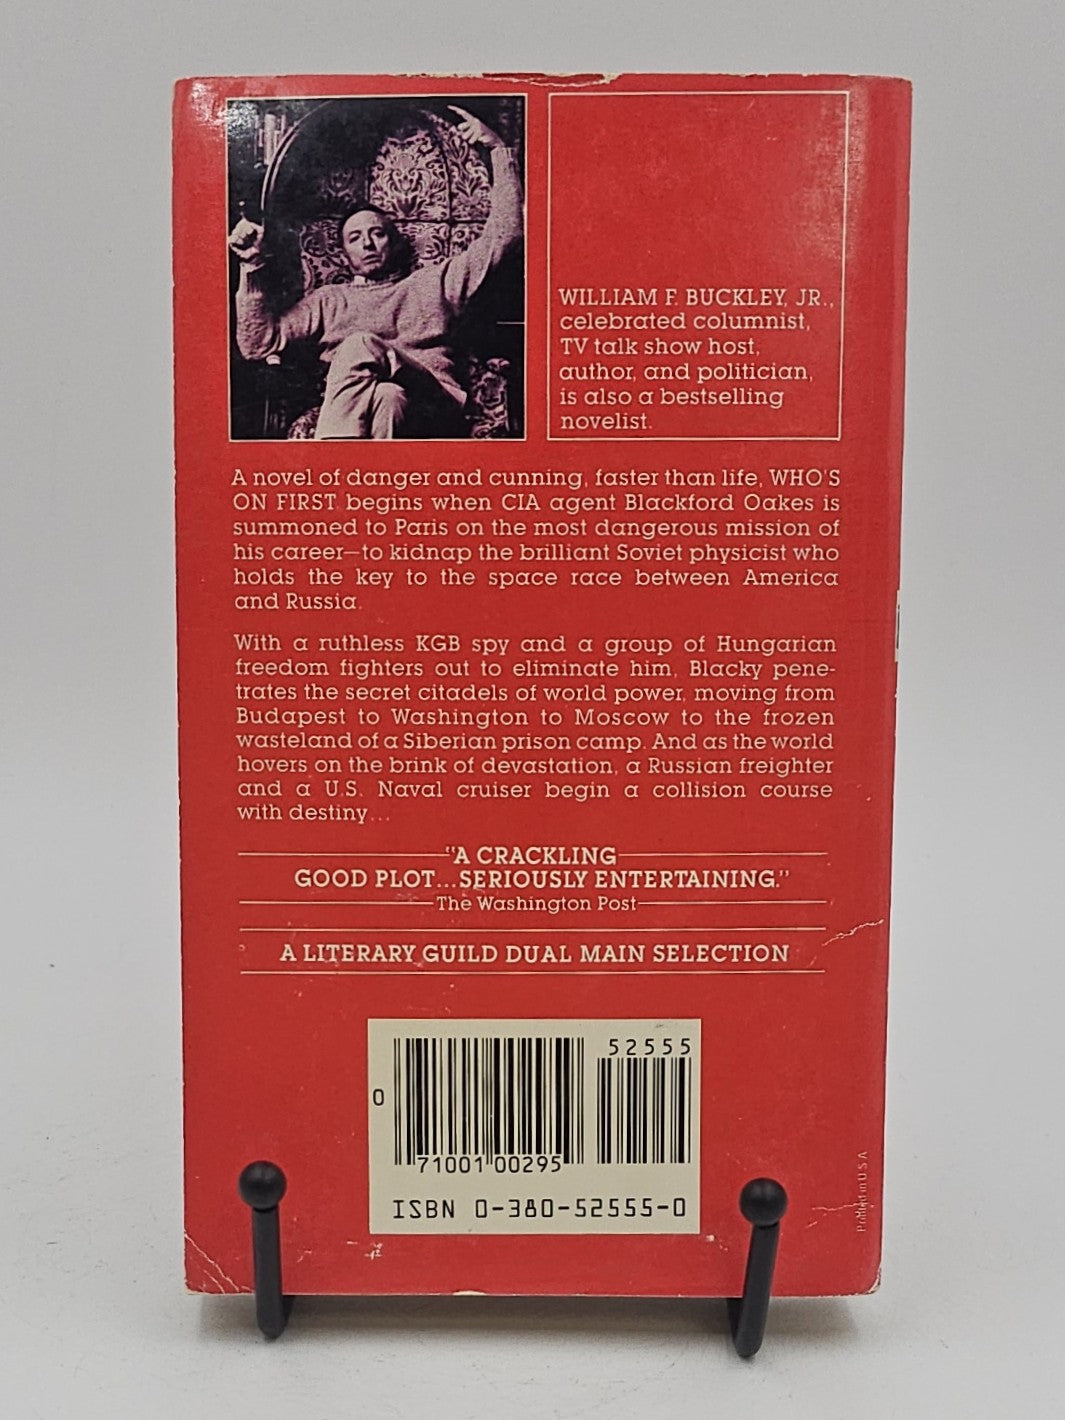 WILLIAM F. BUCKLEY, JR.,
celebrated columnist,
TV talk show host,
author, and politician,
is also a bestselling
novelist.
A novel of danger and cunning, faster than life, WHO'S
ON FIRST begins when CIA agent Blackford Oakes is
summoned to Paris on the most dangerous mission of
his career—to kidnap the brilliant Soviet physicist who
holds the key to the space race between America
and Russia.
With a ruthless KGB spy and a group of Hungarian
freedom fighters out to eliminate him, Blacky pene-
trates the secret citadels of world power, moving from
Budapest to Washington to Moscow to the frozen
wasteland of a Siberian prison camp. And as the world
hovers on the brink of devastation, a Russian freighter
and a U.S. Naval cruiser begin a collision course
with destiny...
"A CRACKLING
GOOD PLOT...SERIOUSLY ENTERTAINING."
The Washington Post
A LITERARY GUILD DUAL MAIN SELECTION
52555
0
71001 00295
ISBN 0-380-52555-0
Printed in U.S.A